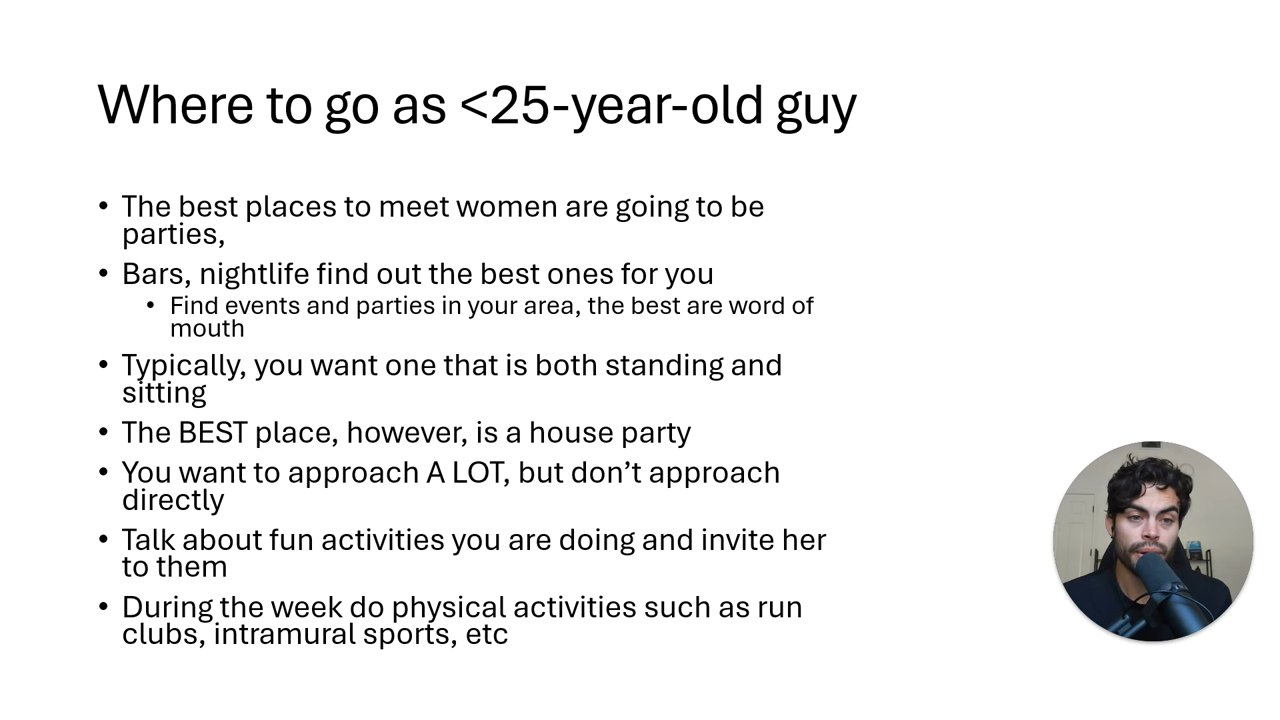 Where to go as <25-year-old guy
• The best places to meet women are going to be
parties,
• Bars, nightlife find out the best ones for you
• Find events and parties in your area, the best are word of
mouth
• Typically, you want one that is both standing and
sitting
• The BEST place, however, is a house party
• You want to approach A LOT, but don’t approach
directly
• Talk about fun activities you are doing and invite her
to them
• During the week do physical activities such as run
clubs, intramural sports, etc